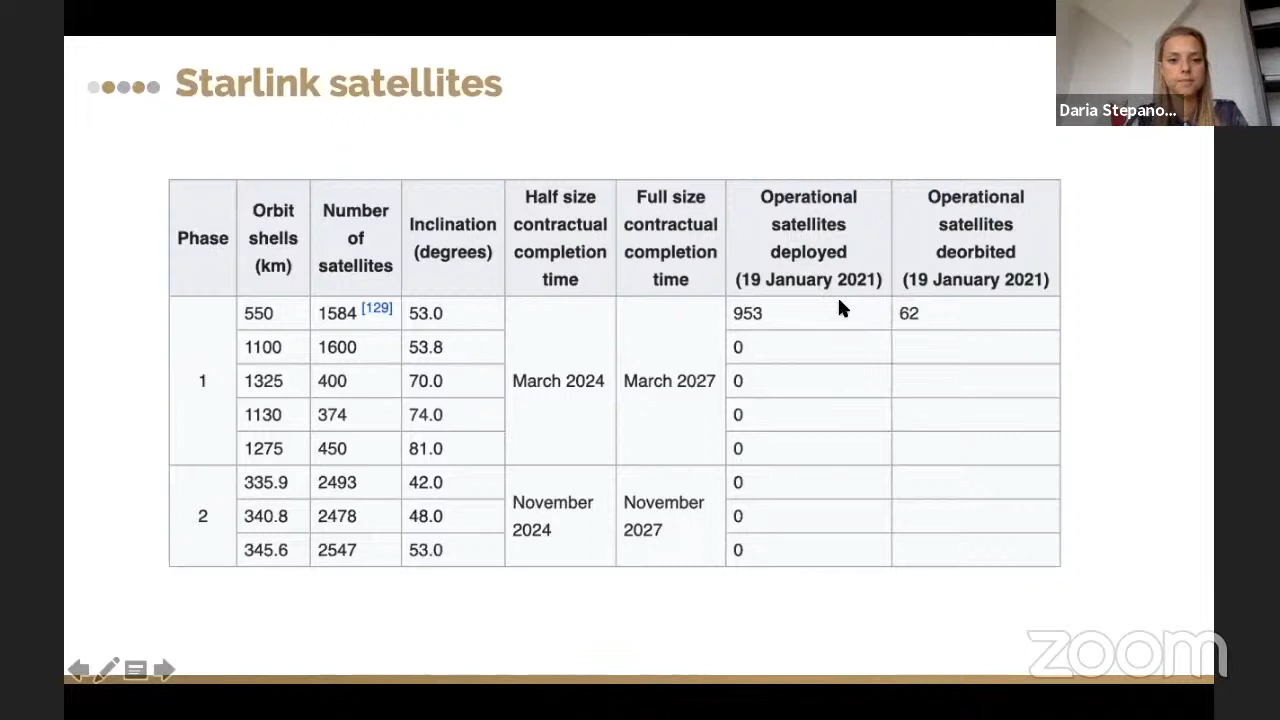 Starlink satellites
Daria Stepano...
Phase
Orbit
shells
(km)
Number
of
satellites
Inclination
(degrees)
Half size
contractual
completion
time
Full size
contractual
completion
time
Operational
satellites
deployed
(19 January 2021)
Operational
satellites
deorbited
(19 January 2021)
1
550 1584 [129] 53.0 March 2024 March 2027 953 62
1100 1600 53.8 0
1325 400 70.0 0
1130 374 74.0 0
1275 450 81.0 0
2
335.9 2493 42.0 0
November
2024
November
2027
340.8 2478 48.0 0
345.6 2547 53.0 0
zoom